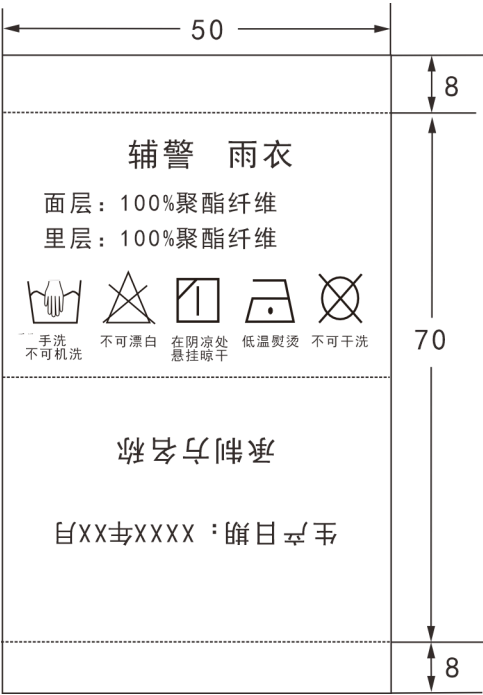 50
8
辅警 雨衣
面层：100%聚酯纤维
里层：100%聚酯纤维
手洗
不可机洗
不可漂白
在阴凉处
悬挂晾干
低温熨烫
不可干洗
70
承制方名称
生产日期：XXXX年XX月
8